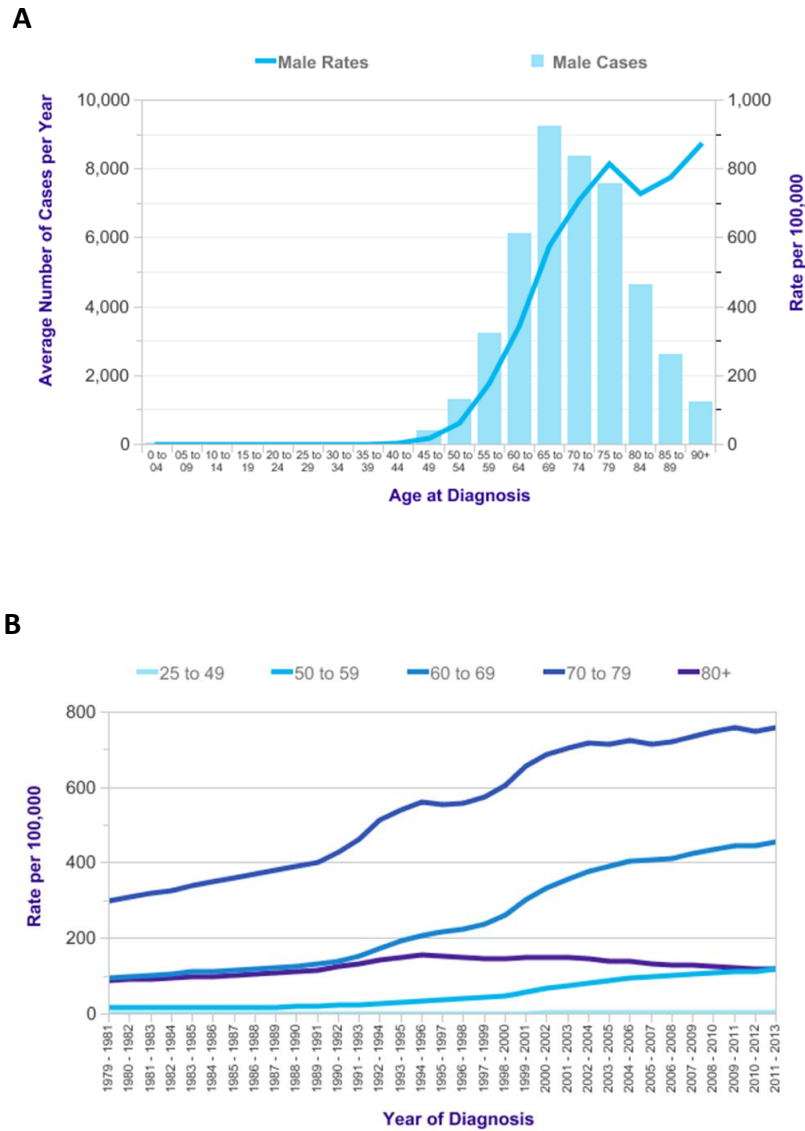 A
Male Rates Male Cases
Average Number of Cases per Year
Rate per 100,000
10,000 1,000
8,000 800
6,000 600
4,000 400
2,000 200
0 0
0 to 05 to 10 to 15 to 20 to 25 to 30 to 35 to 40 to 45 to 50 to 55 to 60 to 65 to 70 to 75 to 80 to 85 to 90+
04 09 14 19 24 29 34 39 44 49 54 59 64 69 74 79 84 89
Age at Diagnosis
B
25 to 49 50 to 59 60 to 69 70 to 79 80+
Rate per 100,000
800
600
400
200
0
1979 - 1981
1980 - 1982
1981 - 1983
1982 - 1984
1983 - 1985
1984 - 1986
1985 - 1987
1986 - 1988
1987 - 1989
1988 - 1990
1989 - 1991
1990 - 1992
1991 - 1993
1992 - 1994
1993 - 1995
1994 - 1996
1995 - 1997
1996 - 1998
1997 - 1999
1998 - 2000
1999 - 2001
2000 - 2002
2001 - 2003
2002 - 2004
2003 - 2005
2004 - 2006
2005 - 2007
2006 - 2008
2007 - 2009
2008 - 2010
2009 - 2011
2010 - 2012
2011 - 2013
Year of Diagnosis